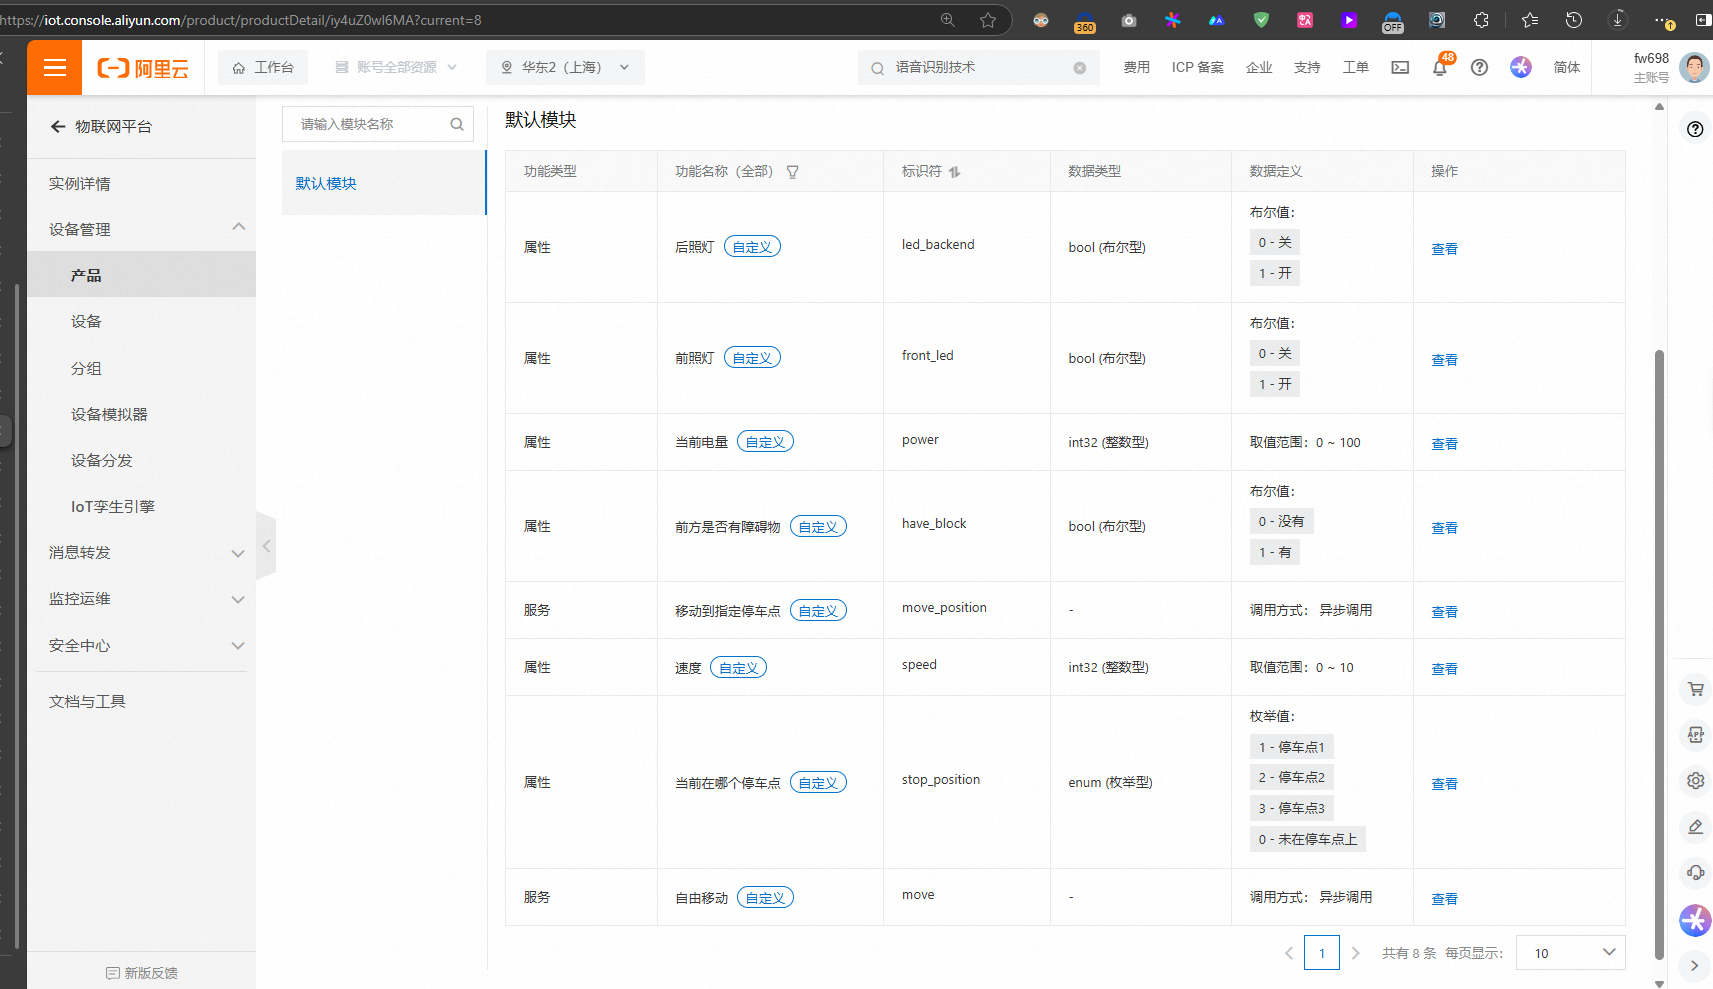 https://iot.console.aliyun.com/product/productDetail/iy4uZ0wl6MA?current=8
360
OFF
阿里云
工作台
账号全部资源
华东2（上海）
语音识别技术
费用
ICP 备案
企业
支持
工单
48
简体
fw698
主账号
物联网平台
实例详情
设备管理
产品
设备
分组
设备模拟器
设备分发
IoT孪生引擎
消息转发
监控运维
安全中心
文档与工具
新版反馈
请输入模块名称
默认模块
默认模块
功能类型 功能名称（全部） 标识符 数据类型 数据定义 操作
属性 后照灯 自定义 led_backend bool (布尔型) 布尔值：
0 - 关
1 - 开
查看
属性 前照灯 自定义 front_led bool (布尔型) 布尔值：
0 - 关
1 - 开
查看
属性 当前电量 自定义 power int32 (整数型) 取值范围：0 ~ 100 查看
属性 前方是否有障碍物 自定义 have_block bool (布尔型) 布尔值：
0 - 没有
1 - 有
查看
服务 移动到指定停车点 自定义 move_position - 调用方式： 异步调用 查看
属性 速度 自定义 speed int32 (整数型) 取值范围：0 ~ 10 查看
属性 当前在哪个停车点 自定义 stop_position enum (枚举型) 枚举值：
1 - 停车点1
2 - 停车点2
3 - 停车点3
0 - 未在停车点上
查看
服务 自由移动 自定义 move - 调用方式： 异步调用 查看
1 共有 8 条 每页显示： 10
APP